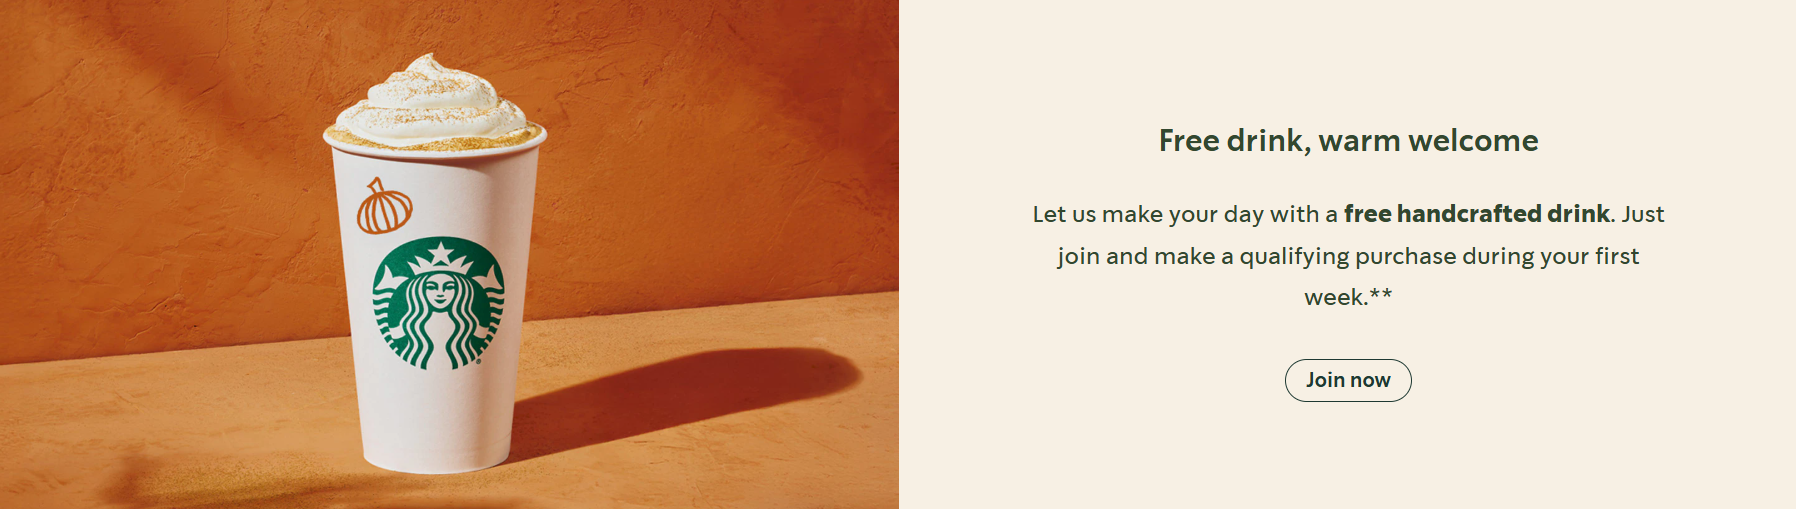 Free drink, warm welcome
Let us make your day with a free handcrafted drink. Just
join and make a qualifying purchase during your first
week.**
Join now